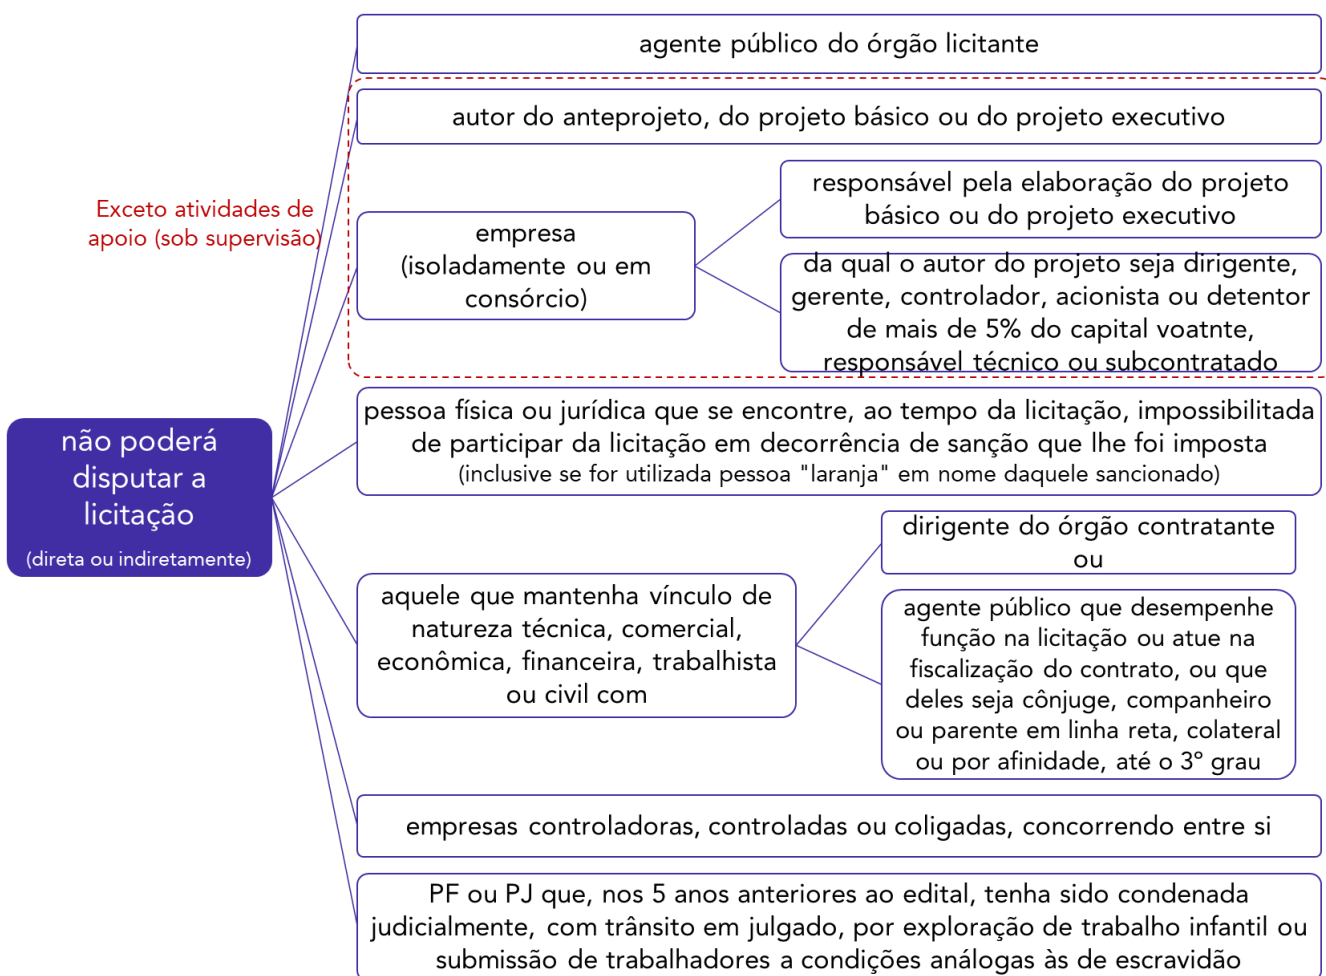 agente público do órgão licitante
autor do anteprojeto, do projeto básico ou do projeto executivo
Exceto atividades de
apoio (sob supervisão)
empresa
(isoladamente ou em
consórcio)
responsável pela elaboração do projeto
básico ou do projeto executivo
da qual o autor do projeto seja dirigente,
gerente, controlador, acionista ou detentor
de mais de 5% do capital voatnte,
responsável técnico ou subcontratado
não poderá
disputar a
licitação
(direta ou indiretamente)
pessoa física ou jurídica que se encontre, ao tempo da licitação, impossibilitada
de participar da licitação em decorrência de sanção que lhe foi imposta
(inclusive se for utilizada pessoa "laranja" em nome daquele sancionado)
aquele que mantenha vínculo de
natureza técnica, comercial,
econômica, financeira, trabalhista
ou civil com
dirigente do órgão contratante
ou
agente público que desempenhe
função na licitação ou atue na
fiscalização do contrato, ou que
deles seja cônjuge, companheiro
ou parente em linha reta, colateral
ou por afinidade, até o 3º grau
empresas controladoras, controladas ou coligadas, concorrendo entre si
PF ou PJ que, nos 5 anos anteriores ao edital, tenha sido condenada
judicialmente, com trânsito em julgado, por exploração de trabalho infantil ou
submissão de trabalhadores a condições análogas às de escravidão